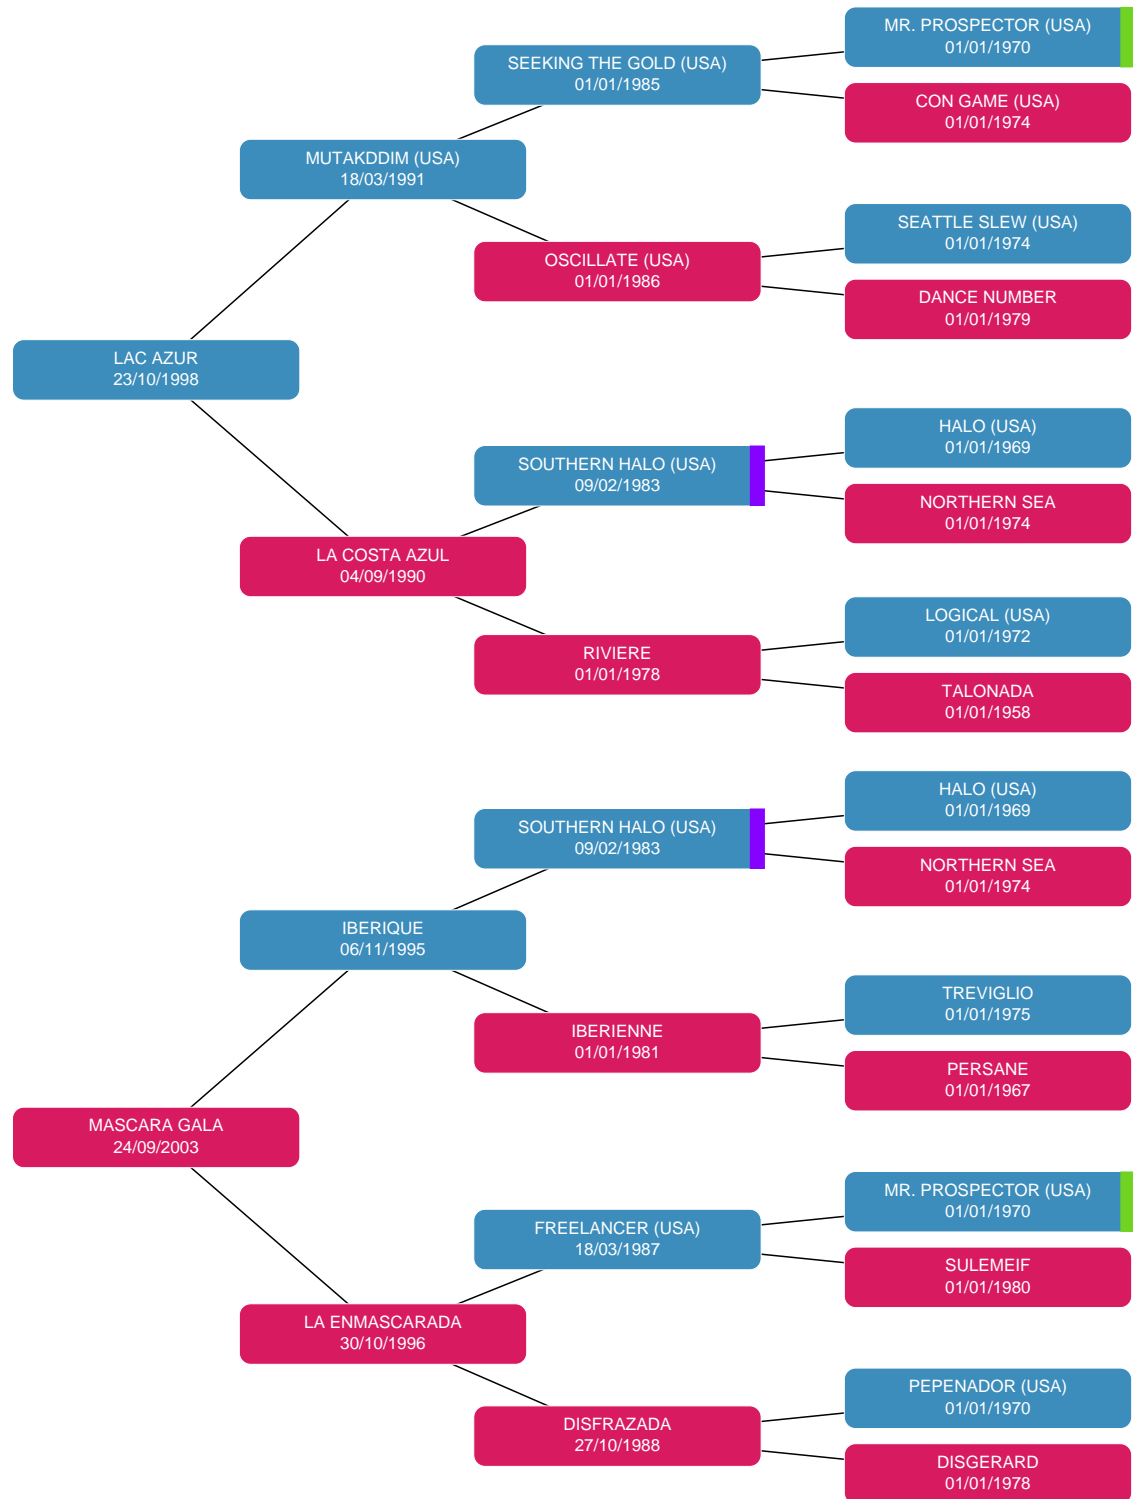 MR. PROSPECTOR (USA)
01/01/1970
SEEKING THE GOLD (USA)
01/01/1985
CON GAME (USA)
01/01/1974
MUTAKDDIM (USA)
18/03/1991
SEATTLE SLEW (USA)
01/01/1974
OSCILLATE (USA)
01/01/1986
DANCE NUMBER
01/01/1979
LAC AZUR
23/10/1998
HALO (USA)
01/01/1969
SOUTHERN HALO (USA)
09/02/1983
NORTHERN SEA
01/01/1974
LA COSTA AZUL
04/09/1990
LOGICAL (USA)
01/01/1972
RIVIERE
01/01/1978
TALONADA
01/01/1958
HALO (USA)
01/01/1969
SOUTHERN HALO (USA)
09/02/1983
NORTHERN SEA
01/01/1974
IBERIQUE
06/11/1995
TREVIGLIO
01/01/1975
IBERIENNE
01/01/1981
PERSANE
01/01/1967
MASCARA GALA
24/09/2003
MR. PROSPECTOR (USA)
01/01/1970
FREELANCER (USA)
18/03/1987
SULEMEIF
01/01/1980
LA ENMASCARADA
30/10/1996
PEPENADOR (USA)
01/01/1970
DISFRAZADA
27/10/1988
DISGERARD
01/01/1978